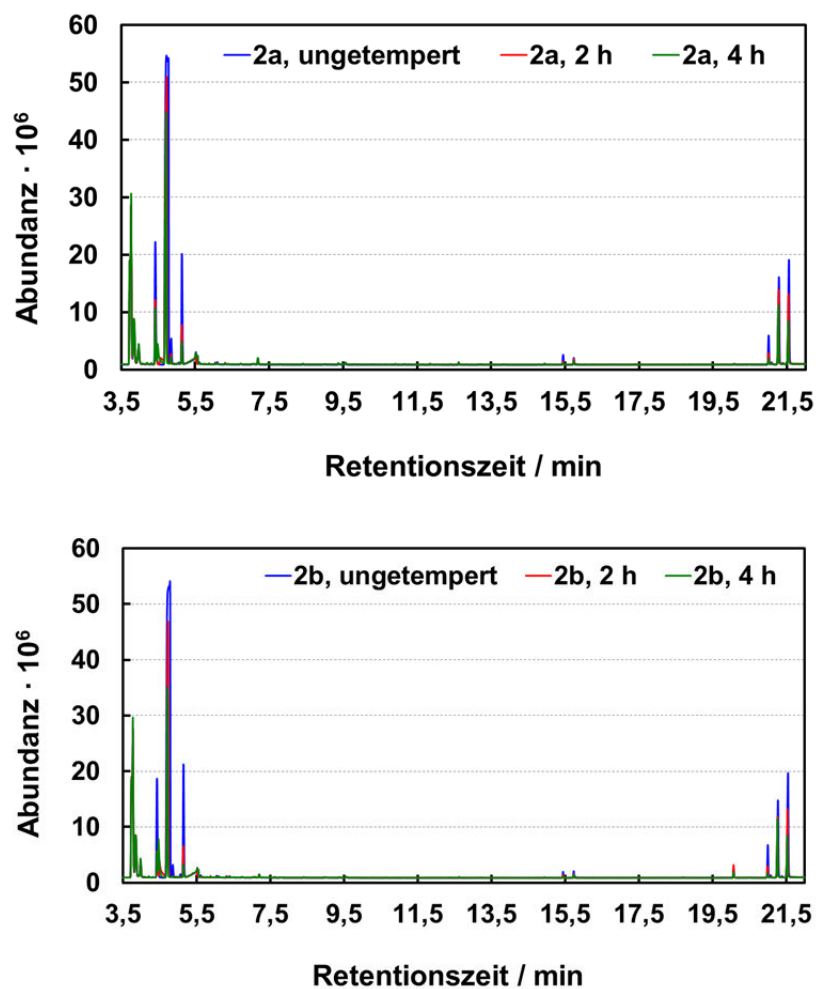 60
2a, ungetempert 2a, 2 h 2a, 4 h
50
40
30
20
10
0
Abundanz · 10⁶
3,5 5,5 7,5 9,5 11,5 13,5 15,5 17,5 19,5 21,5
Retentionszeit / min
60
2b, ungetempert 2b, 2 h 2b, 4 h
50
40
30
20
10
0
Abundanz · 10⁶
3,5 5,5 7,5 9,5 11,5 13,5 15,5 17,5 19,5 21,5
Retentionszeit / min